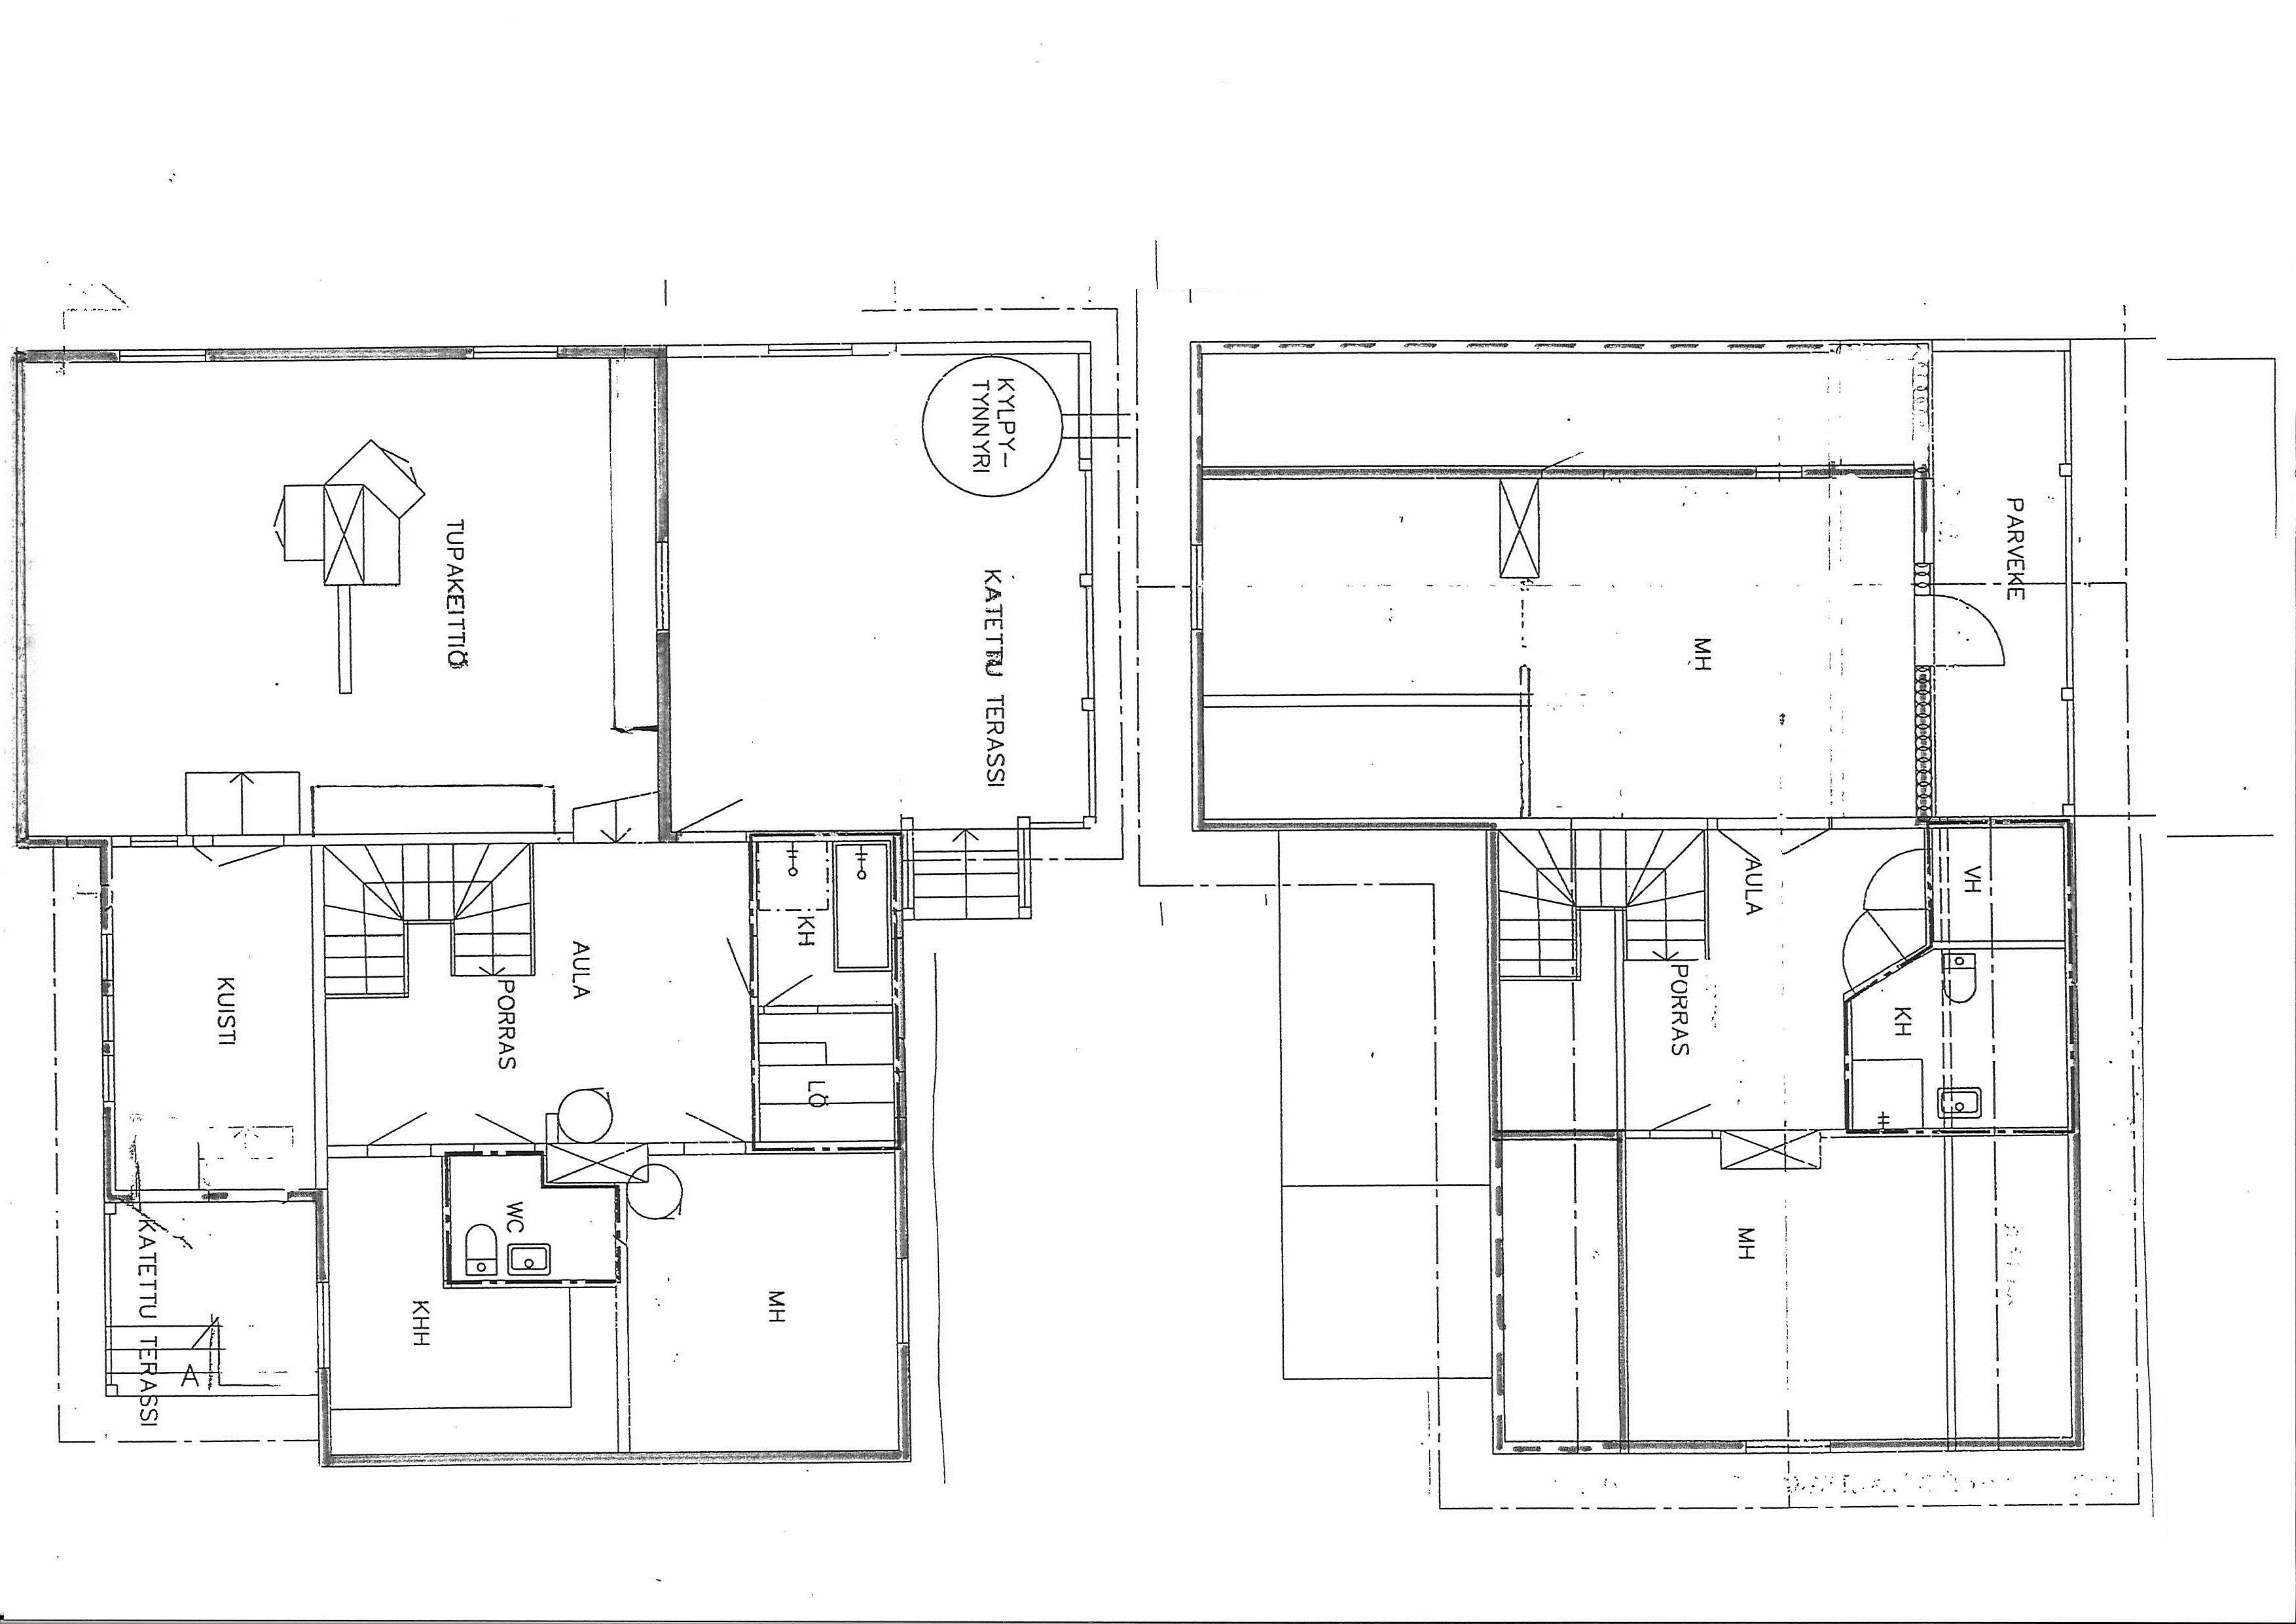 KYLPY-
TYNNYRI
KATETTU TERASSI
TUPAKEITTIÖ
KH
AULA
PORRAS
KUISTI
LÖ
WC
KHH
MH
KATETTU TERASSI
A
PARVEKE
MH
VH
AULA
KH
PORRAS
MH